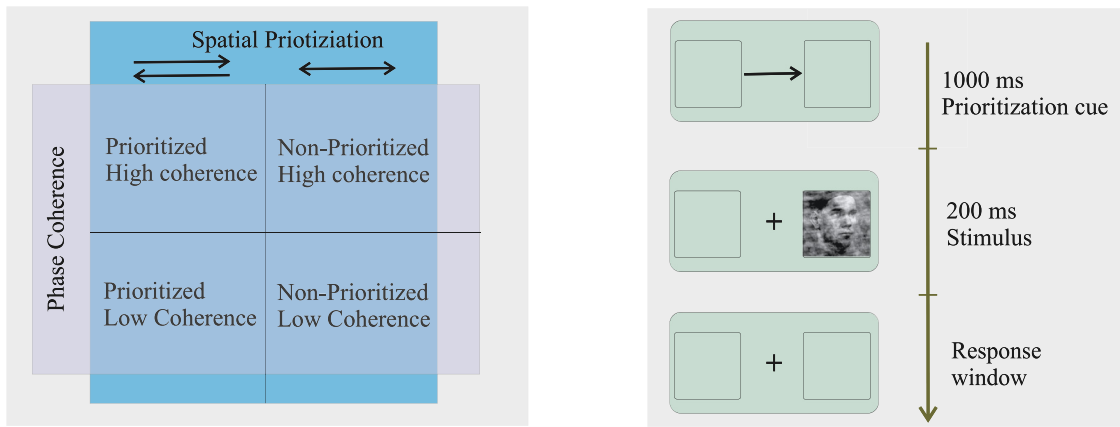 Spatial Priotiziation
Phase Coherence
Prioritized
High coherence
Non-Prioritized
High coherence
Prioritized
Low Coherence
Non-Prioritized
Low Coherence
1000 ms
Prioritization cue
+
200 ms
Stimulus
+
Response
window